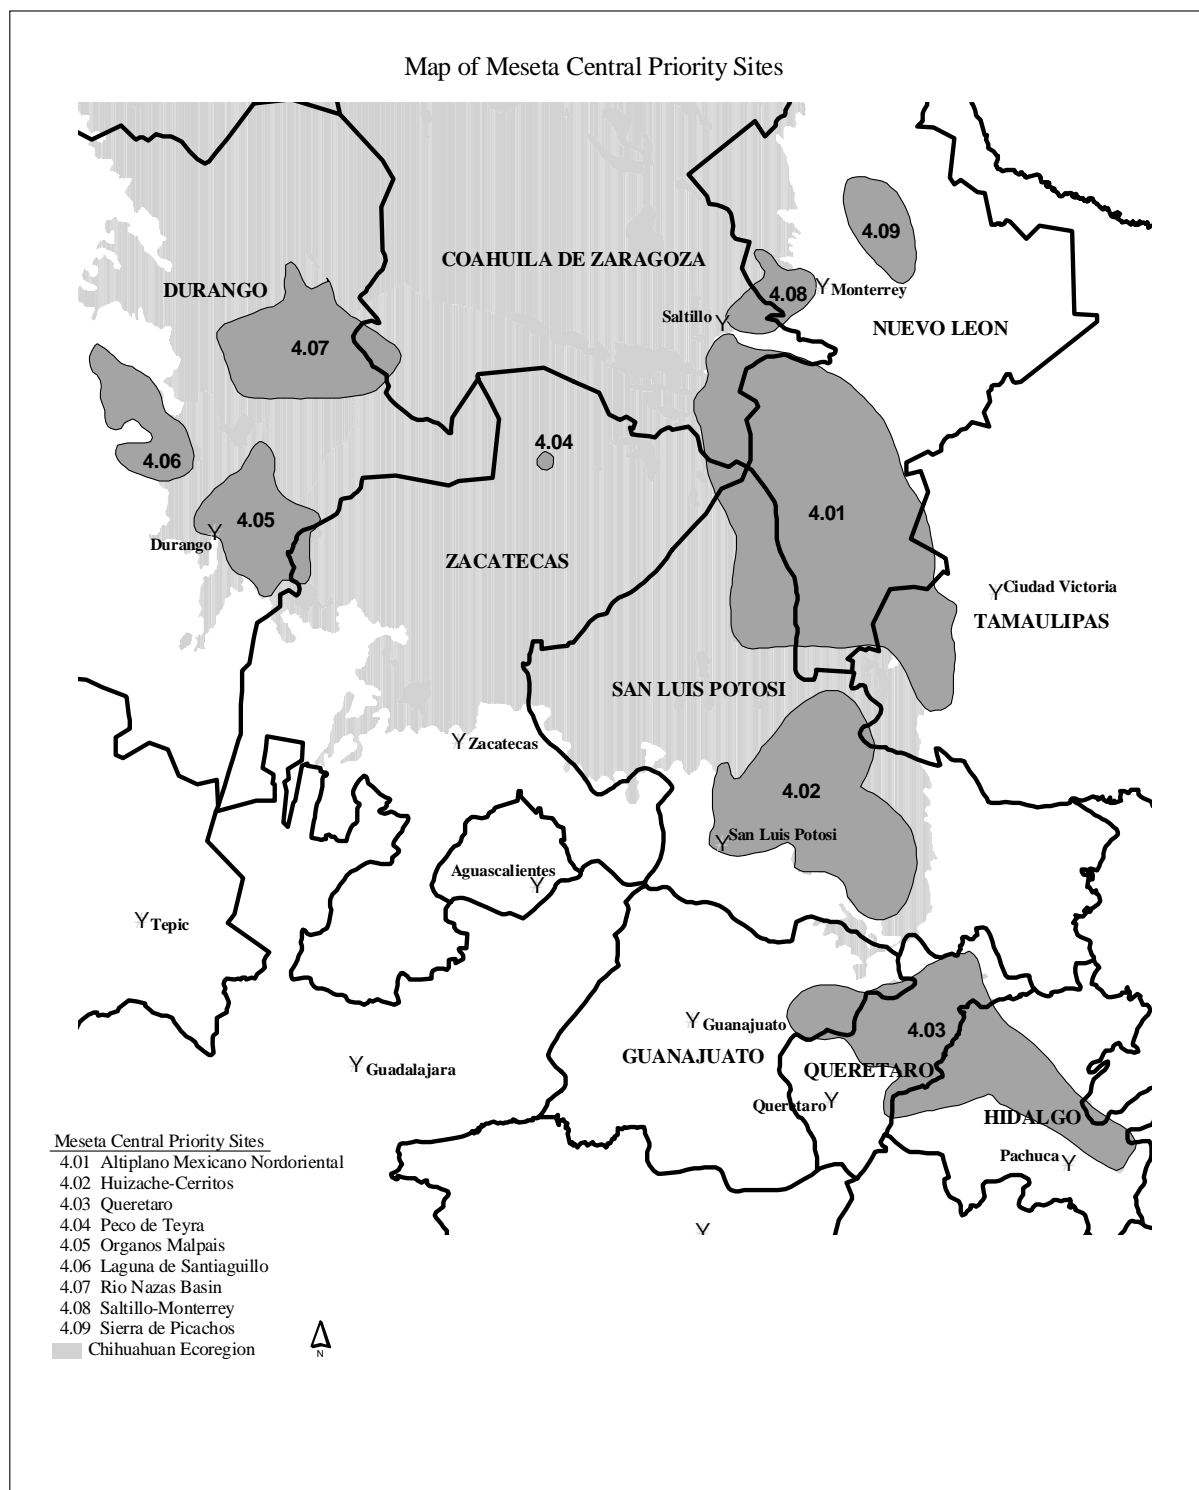 Map of Meseta Central Priority Sites
4.09
COAHUILA DE ZARAGOZA
DURANGO
4.08
Monterrey
Saltillo
NUEVO LEON
4.07
4.04
4.06
4.05
4.01
Durango
ZACATECAS
Ciudad Victoria
TAMAULIPAS
SAN LUIS POTOSI
Zacatecas
4.02
San Luis Potosi
Aguascalientes
Tepic
Guanajuato
4.03
GUANAJUATO
QUERETARO
Guadalajara
Queretaro
HIDALGO
Pachuca
Meseta Central Priority Sites
4.01 Altiplano Mexicano Nordoriental
4.02 Huizache-Cerritos
4.03 Queretaro
4.04 Peco de Teyra
4.05 Organos Malpais
4.06 Laguna de Santiaguillo
4.07 Rio Nazas Basin
4.08 Saltillo-Monterrey
4.09 Sierra de Picachos
Chihuahuan Ecoregion
N